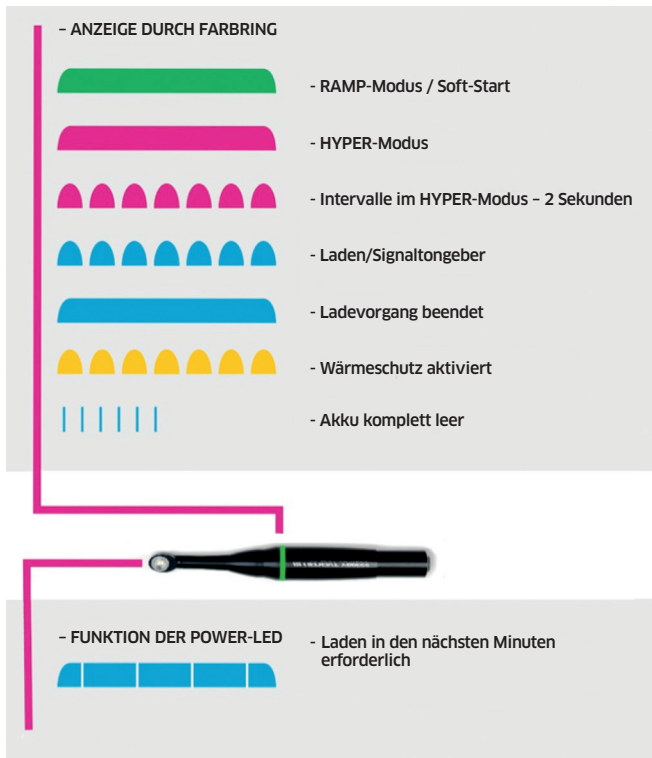 – ANZEIGE DURCH FARBRING
- RAMP-Modus / Soft-Start
- HYPER-Modus
- Intervalle im HYPER-Modus – 2 Sekunden
- Laden/Signaltongeber
- Ladevorgang beendet
- Wärmeschutz aktiviert
- Akku komplett leer
– FUNKTION DER POWER-LED
- Laden in den nächsten Minuten
erforderlich